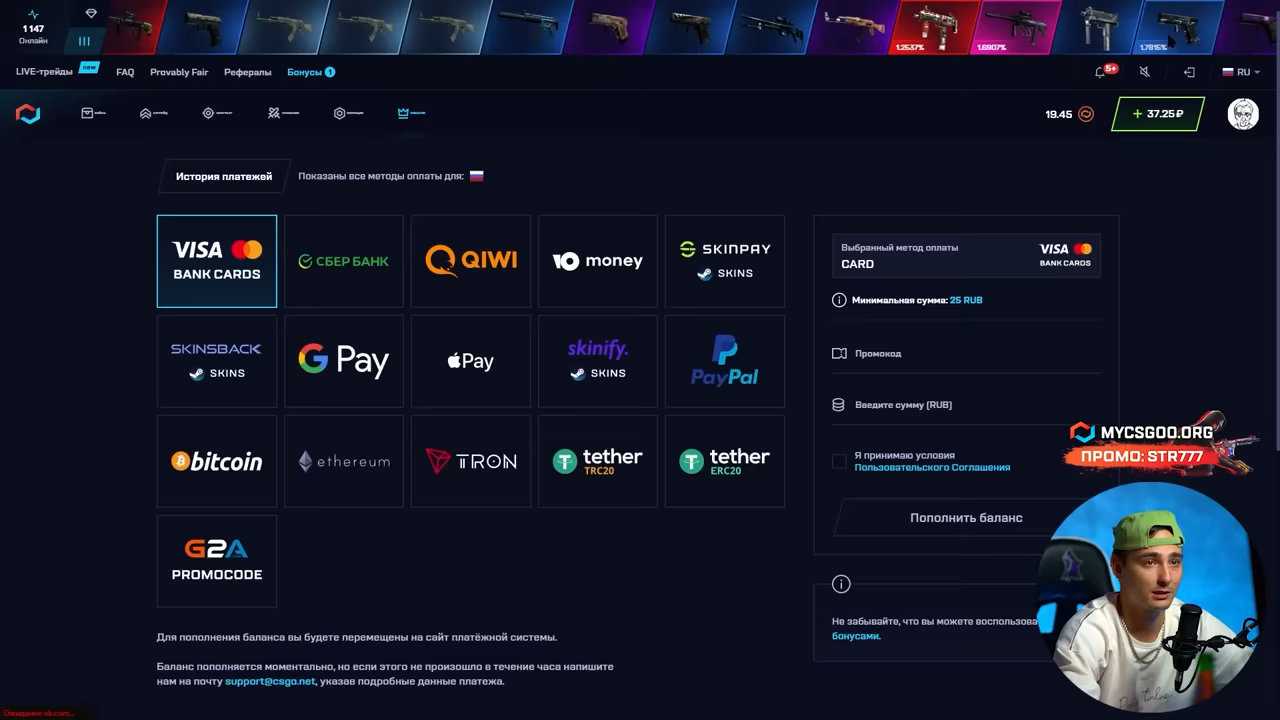 1 147
Онлайн
1.2537%
1.6907%
1.7815%
LIVE-трейды
new
FAQ
Provably Fair
Рефералы
Бонусы 1
5+
RU
19.45
+ 37.25₽
История платежей
Показаны все методы оплаты для:
VISA
BANK CARDS
СБЕР БАНК
QIWI
ЮMoney
SKINPAY
SKINS
SKINSBACK
SKINS
G Pay
Pay
skinify.
SKINS
PayPal
bitcoin
ethereum
TRON
tether
TRC20
tether
ERC20
G2A
PROMOCODE
Выбранный метод оплаты
CARD
VISA
BANK CARDS
Минимальная сумма: 25 RUB
Промокод
Введите сумму (RUB)
Я принимаю условия
Пользовательского Соглашения
Пополнить баланс
MYCSGOO.ORG
ПРОМО: STR777
Не забывайте, что вы можете воспользова
бонусами.
Для пополнения баланса вы будете перемещены на сайт платёжной системы.
Баланс пополняется моментально, но если этого не произошло в течение часа напишите
нам на почту support@csgo.net, указав подробные данные платежа.
Ожидание vk.com...